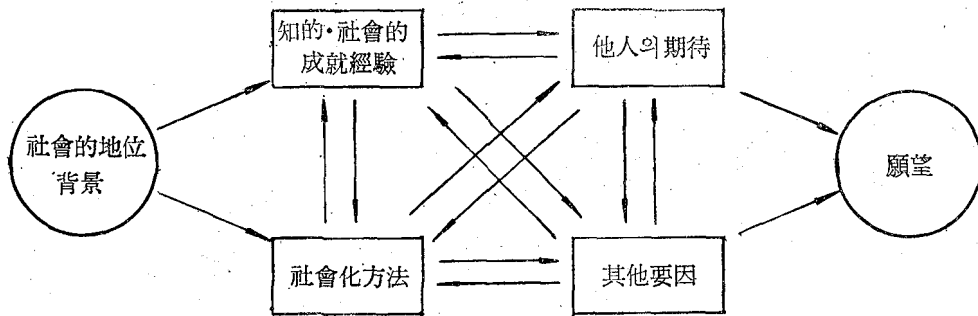 知的·社會的
成就經驗
他人의 期待
社會的地位
背景
願望
社會化方法
其他要因